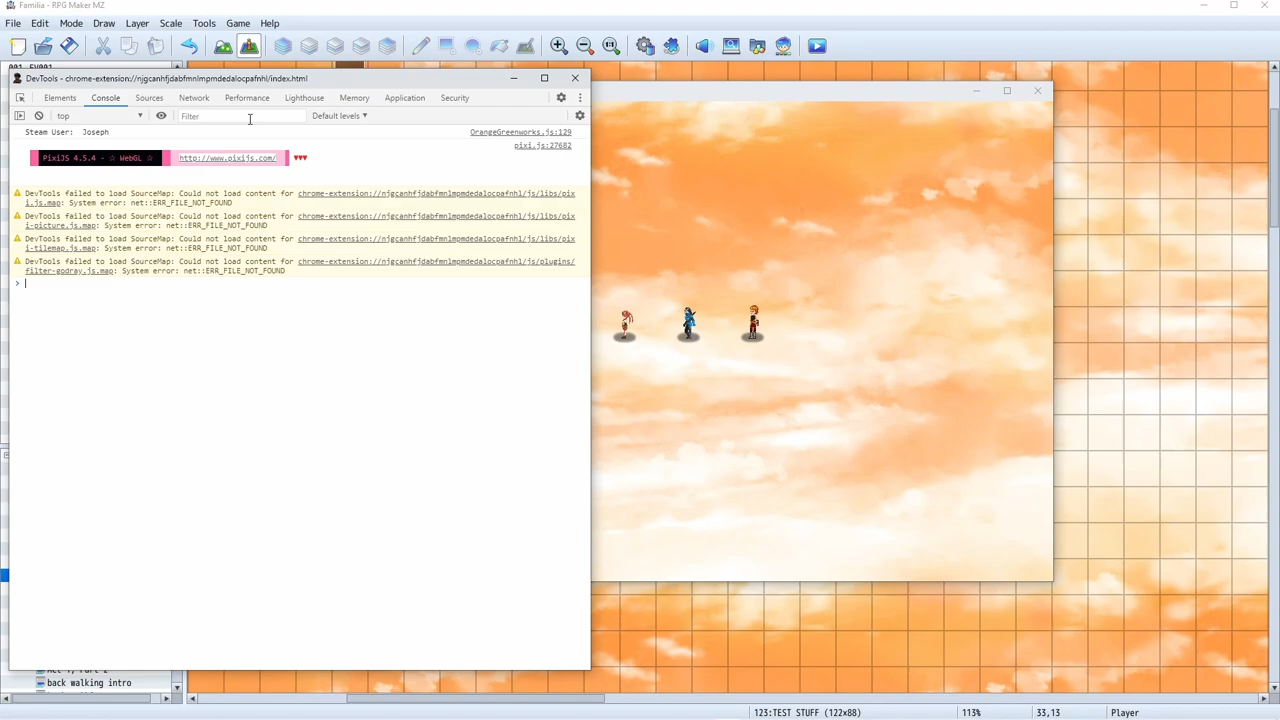 Familia - RPG Maker MZ
File Edit Mode Draw Layer Scale Tools Game Help
DevTools - chrome-extension://njgcanhfjdabfmnlmpmdedalocpafnhl/index.html
Elements Console Sources Network Performance Lighthouse Memory Application Security
top Filter Default levels
Steam User: Joseph OrangeGreenworks.js:129
pixi.js:27682
PixiJS 4.5.4 - ☆ WebGL ☆ http://www.pixijs.com/ ♥♥♥
DevTools failed to load SourceMap: Could not load content for chrome-extension://njgcanhfjdabfmnlmpmdedalocpafnhl/js/libs/pix
i.js.map: System error: net::ERR_FILE_NOT_FOUND
DevTools failed to load SourceMap: Could not load content for chrome-extension://njgcanhfjdabfmnlmpmdedalocpafnhl/js/libs/pix
i-picture.js.map: System error: net::ERR_FILE_NOT_FOUND
DevTools failed to load SourceMap: Could not load content for chrome-extension://njgcanhfjdabfmnlmpmdedalocpafnhl/js/libs/pix
i-tilemap.js.map: System error: net::ERR_FILE_NOT_FOUND
DevTools failed to load SourceMap: Could not load content for chrome-extension://njgcanhfjdabfmnlmpmdedalocpafnhl/js/plugins/
filter-godray.js.map: System error: net::ERR_FILE_NOT_FOUND
>
back walking intro
123:TEST STUFF (122x88) 113% 33,13 Player